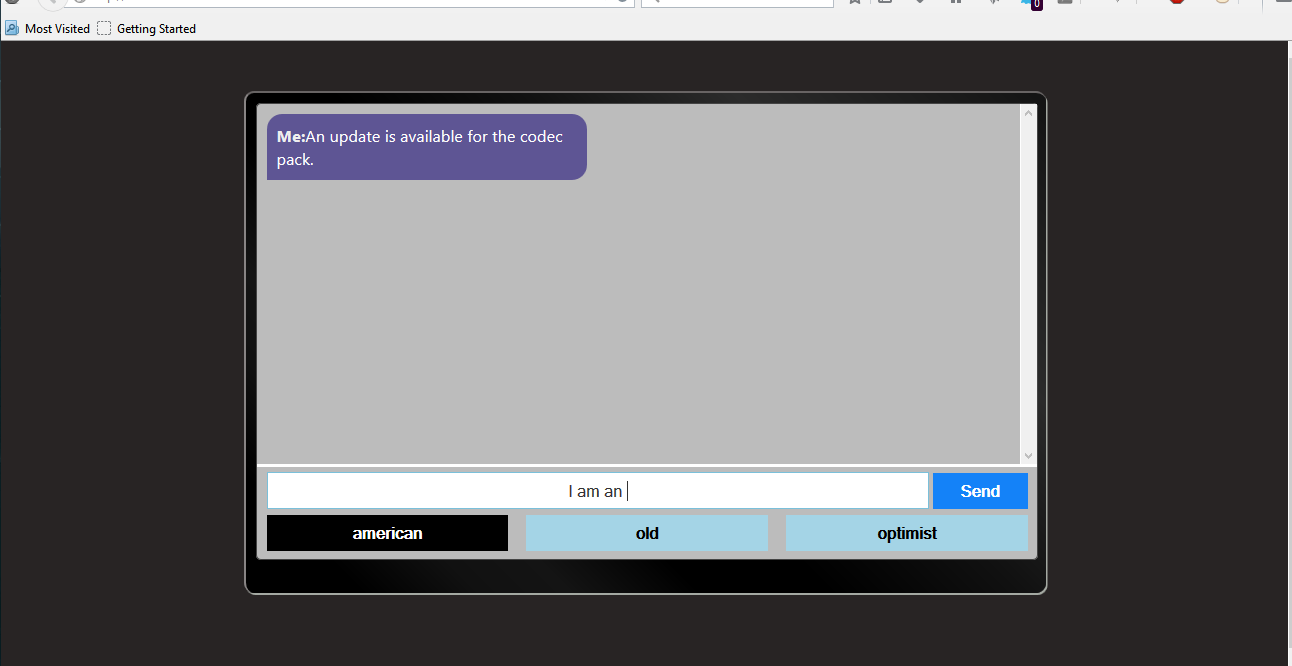 0
Most Visited Getting Started
Me:An update is available for the codec
pack.
I am an
Send
american old optimist